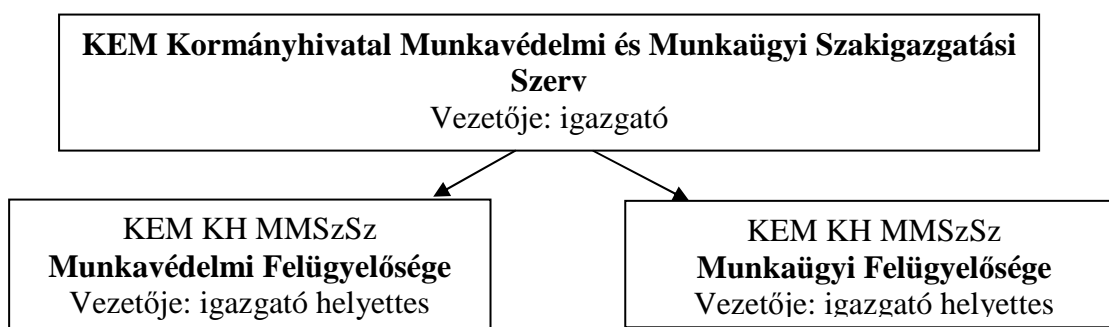 KEM Kormányhivatal Munkavédelmi és Munkaügyi Szakigazgatási
Szerv
Vezetője: igazgató
KEM KH MMSzSz
Munkavédelmi Felügyelősége
Vezetője: igazgató helyettes
KEM KH MMSzSz
Munkaügyi Felügyelősége
Vezetője: igazgató helyettes